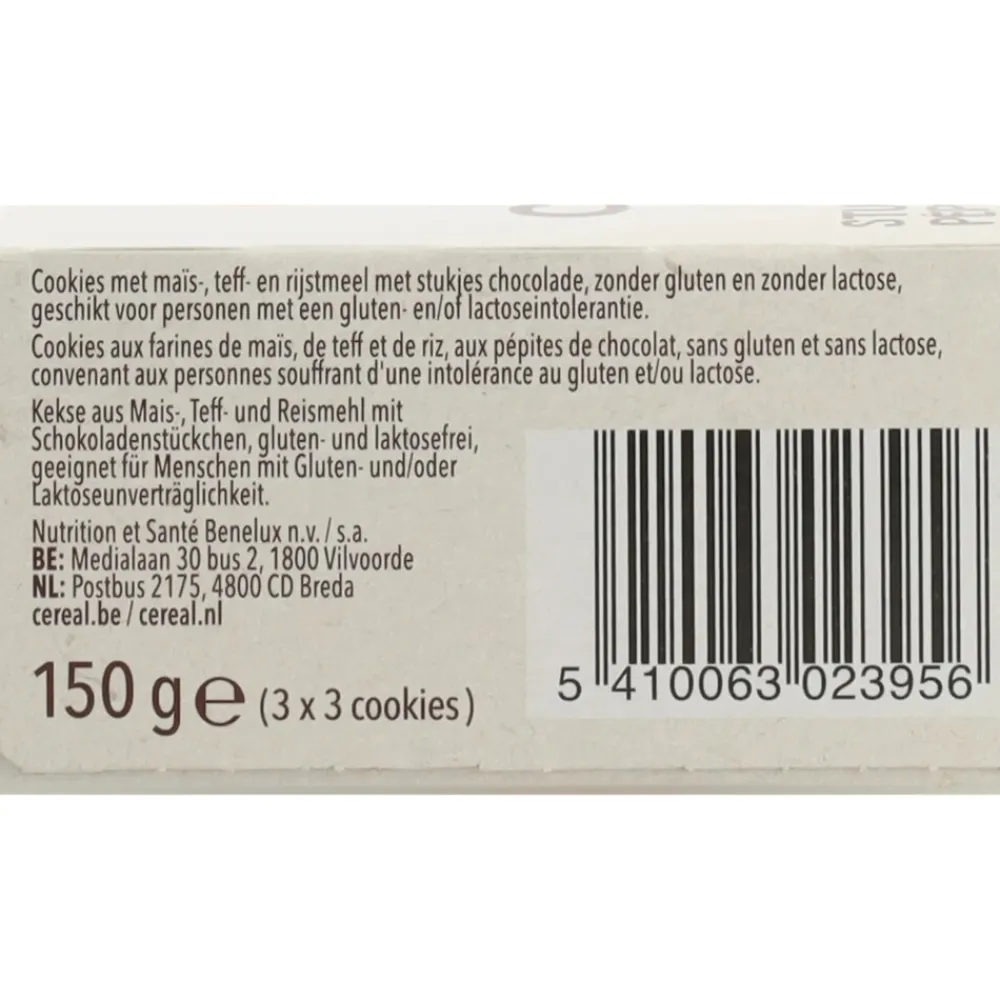 Cookies met maïs-, teff- en rijstmeel met stukjes chocolade, zonder gluten en zonder lactose,
geschikt voor personen met een gluten- en/of lactoseintolerantie.
Cookies aux farines de maïs, de teff et de riz, aux pépites de chocolat, sans gluten et sans lactose,
convenant aux personnes souffrant d'une intolérance au gluten et/ou lactose.
Kekse aus Mais-, Teff- und Reismehl mit
Schokoladenstückchen, gluten- und laktosefrei,
geeignet für Menschen mit Gluten- und/oder
Laktoseunverträglichkeit.
Nutrition et Santé Benelux n.v. / s.a.
BE: Medialaan 30 bus 2, 1800 Vilvoorde
NL: Postbus 2175, 4800 CD Breda
cereal.be / cereal.nl
150 g e (3 x 3 cookies)
5 410063 023956